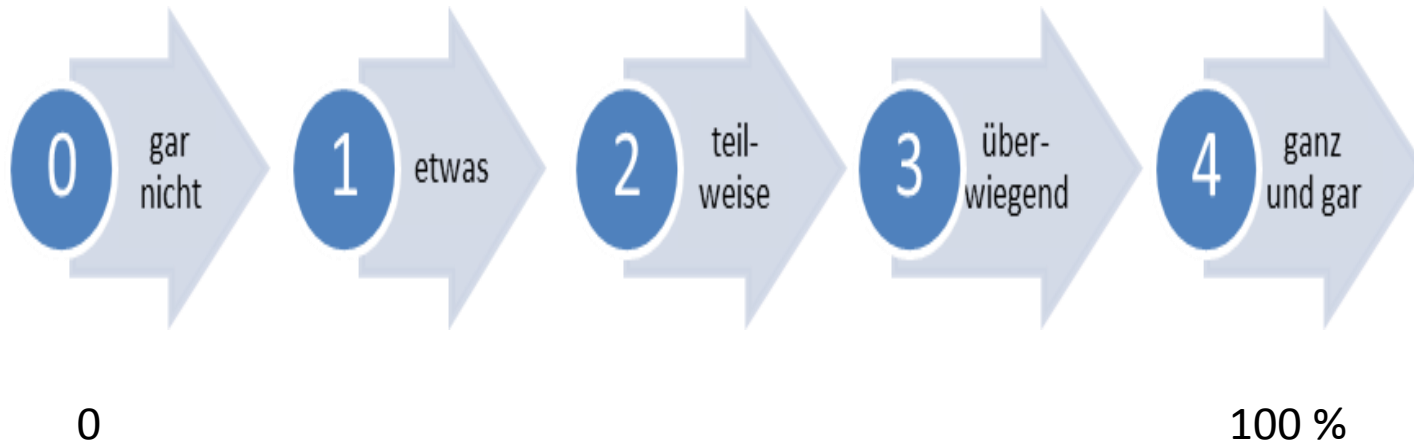 0 gar
nicht
1 etwas
2 teil-
weise
3 über-
wiegend
4 ganz
und gar
0
100 %